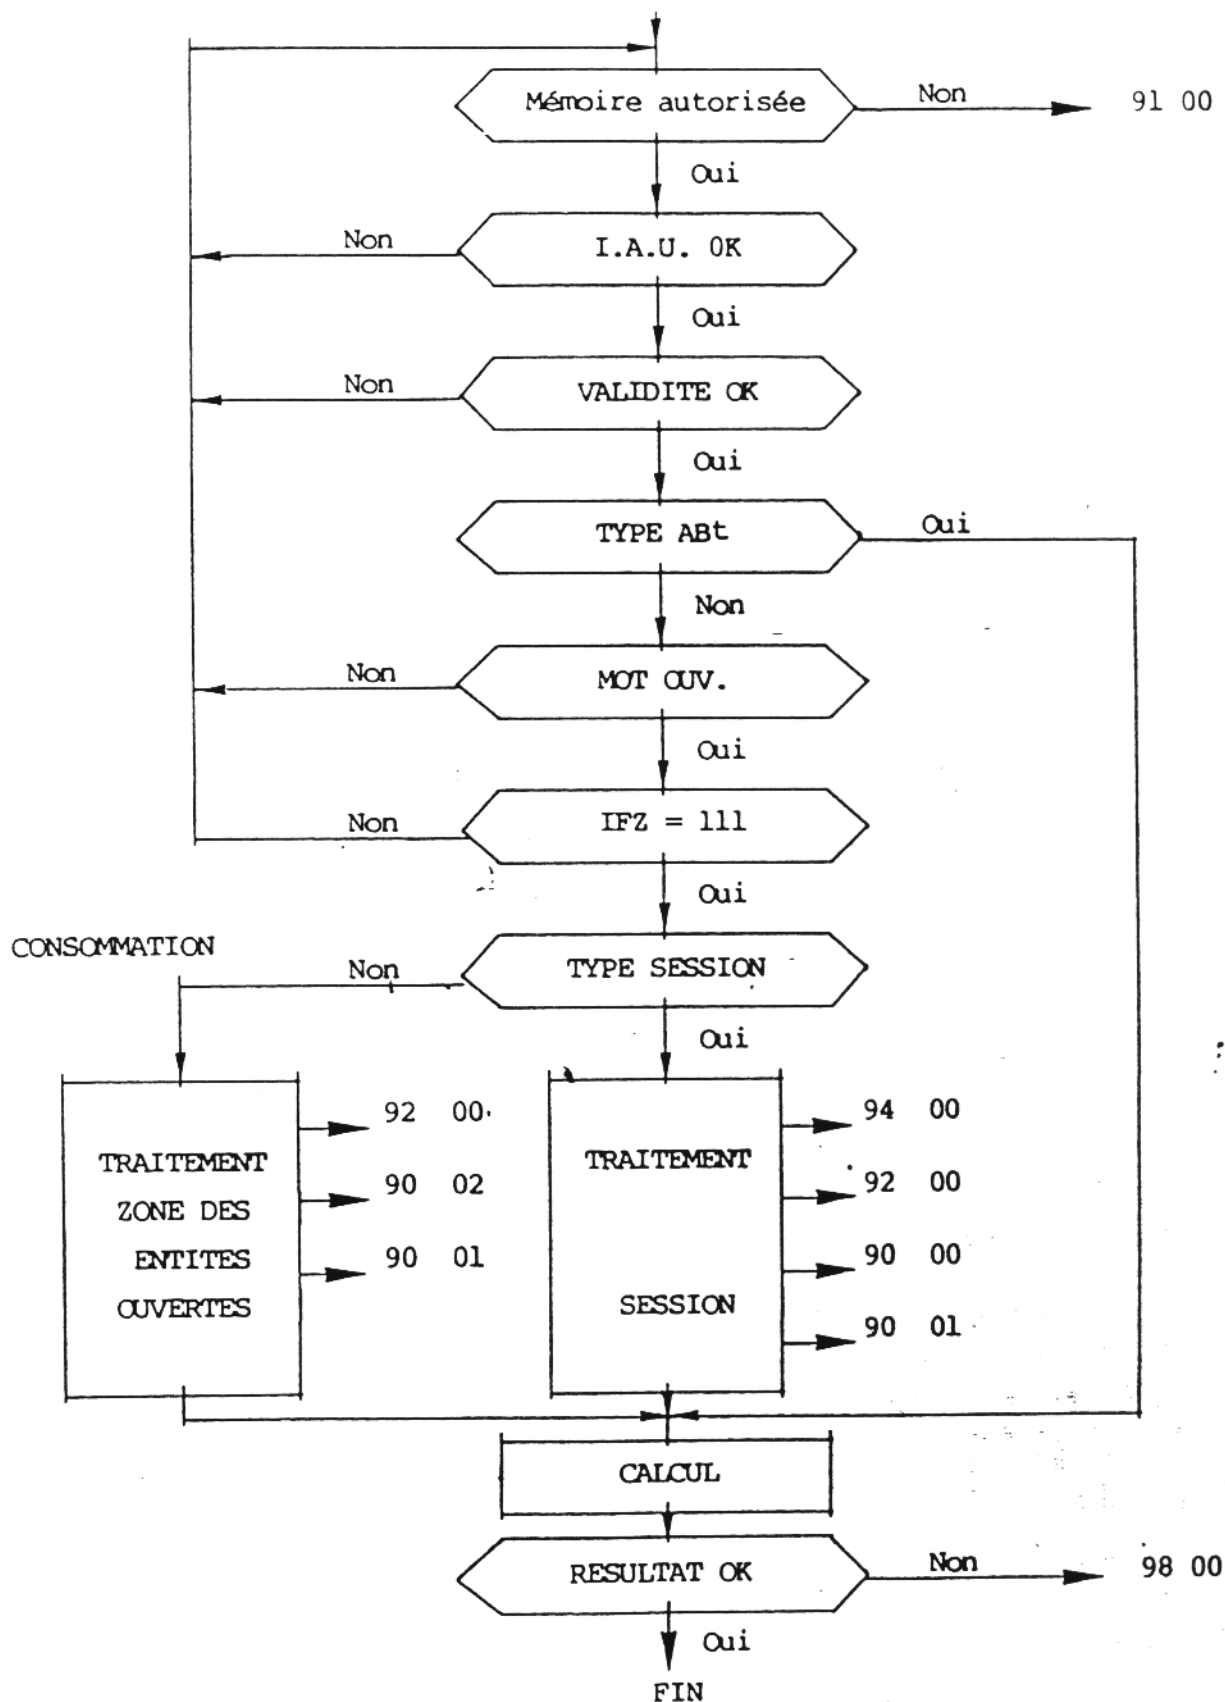 Mémoire autorisée
Non
91 00
Oui
I.A.U. OK
Non
Oui
VALIDITE OK
Non
Oui
TYPE ABt
Oui
Non
MOT OUV.
Non
Oui
IFZ = 111
Non
Oui
CONSOMMATION
TYPE SESSION
Non
Oui
TRAITEMENT
ZONE DES
ENTITES
OUVERTES
92 00
90 02
90 01
TRAITEMENT
SESSION
94 00
92 00
90 00
90 01
CALCUL
RESULTAT OK
Non
98 00
Oui
FIN